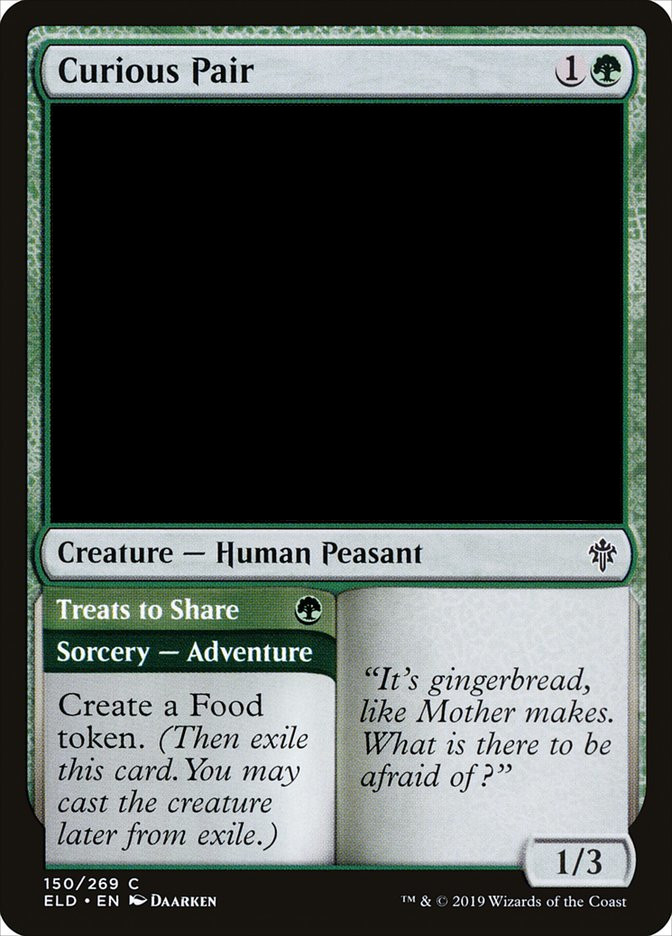 Curious Pair 1
Creature — Human Peasant
Treats to Share
Sorcery — Adventure
Create a Food
token. (Then exile
this card. You may
cast the creature
later from exile.)
“It’s gingerbread,
like Mother makes.
What is there to be
afraid of?”
1/3
150/269 C
ELD • EN DAARKEN
™ & © 2019 Wizards of the Coast